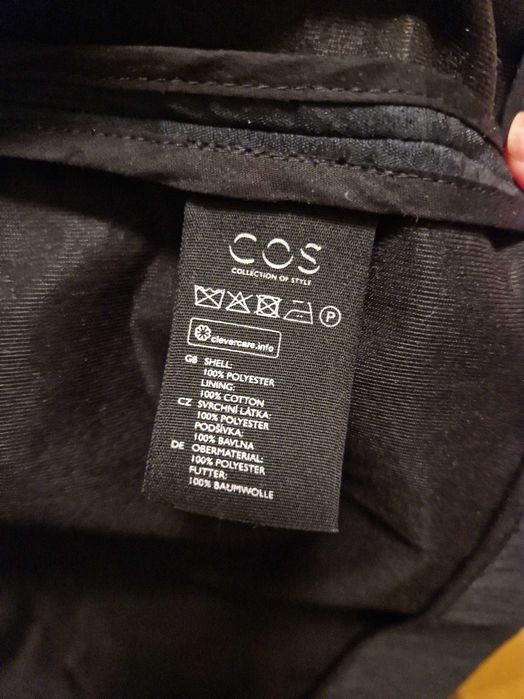 COS
COLLECTION OF STYLE
P
clevercare.info
GB SHELL:
100% POLYESTER
LINING:
100% COTTON
CZ SVRCHNÍ LÁTKA:
100% POLYESTER
PODŠÍVKA:
100% BAVLNA
DE OBERMATERIAL:
100% POLYESTER
FUTTER:
100% BAUMWOLLE